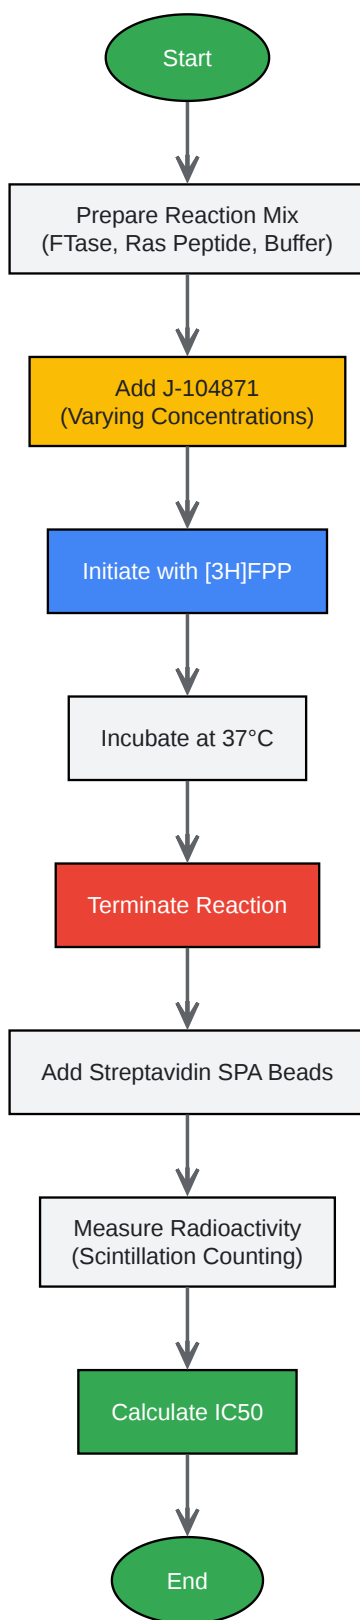 Start
Prepare Reaction Mix
(FTase, Ras Peptide, Buffer)
Add J-104871
(Varying Concentrations)
Initiate with [3H]FPP
Incubate at 37°C
Terminate Reaction
Add Streptavidin SPA Beads
Measure Radioactivity
(Scintillation Counting)
Calculate IC50
End